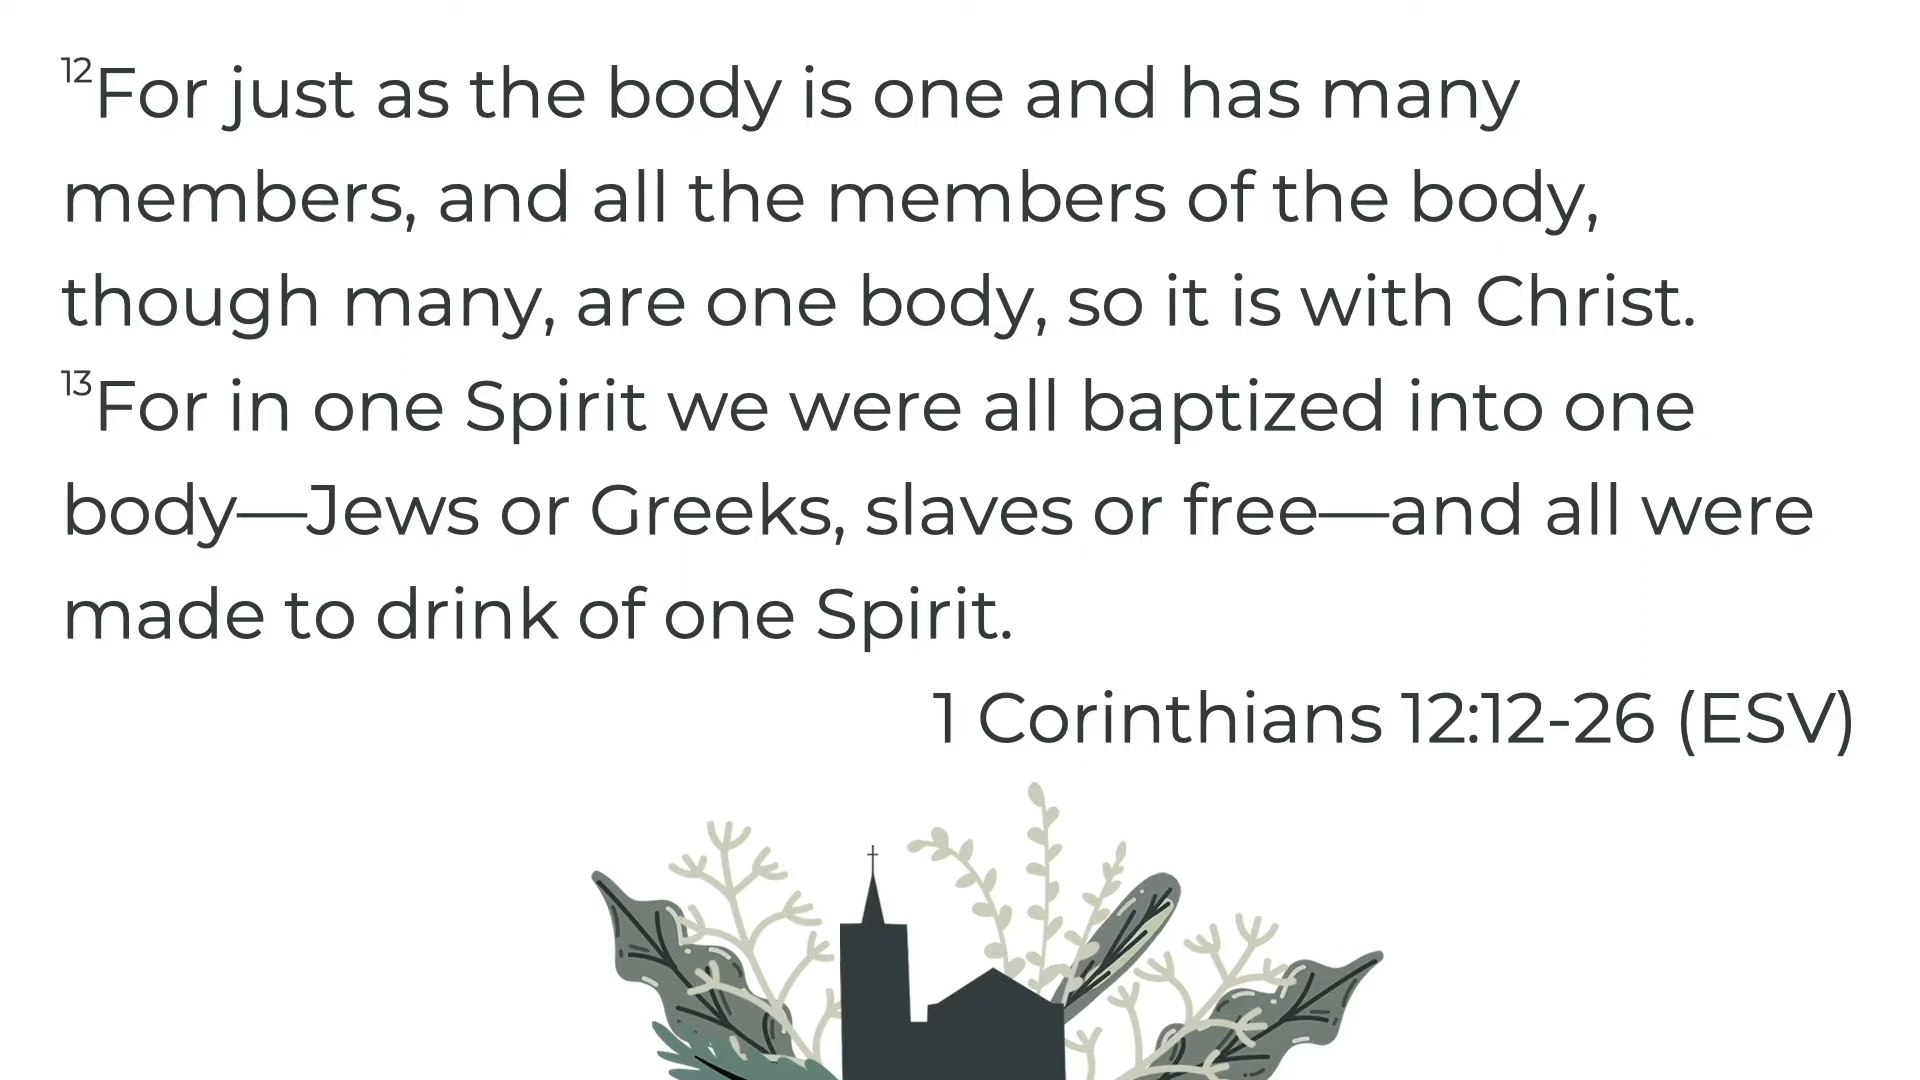 12For just as the body is one and has many
members, and all the members of the body,
though many, are one body, so it is with Christ.
13For in one Spirit we were all baptized into one
body—Jews or Greeks, slaves or free—and all were
made to drink of one Spirit.
1 Corinthians 12:12-26 (ESV)